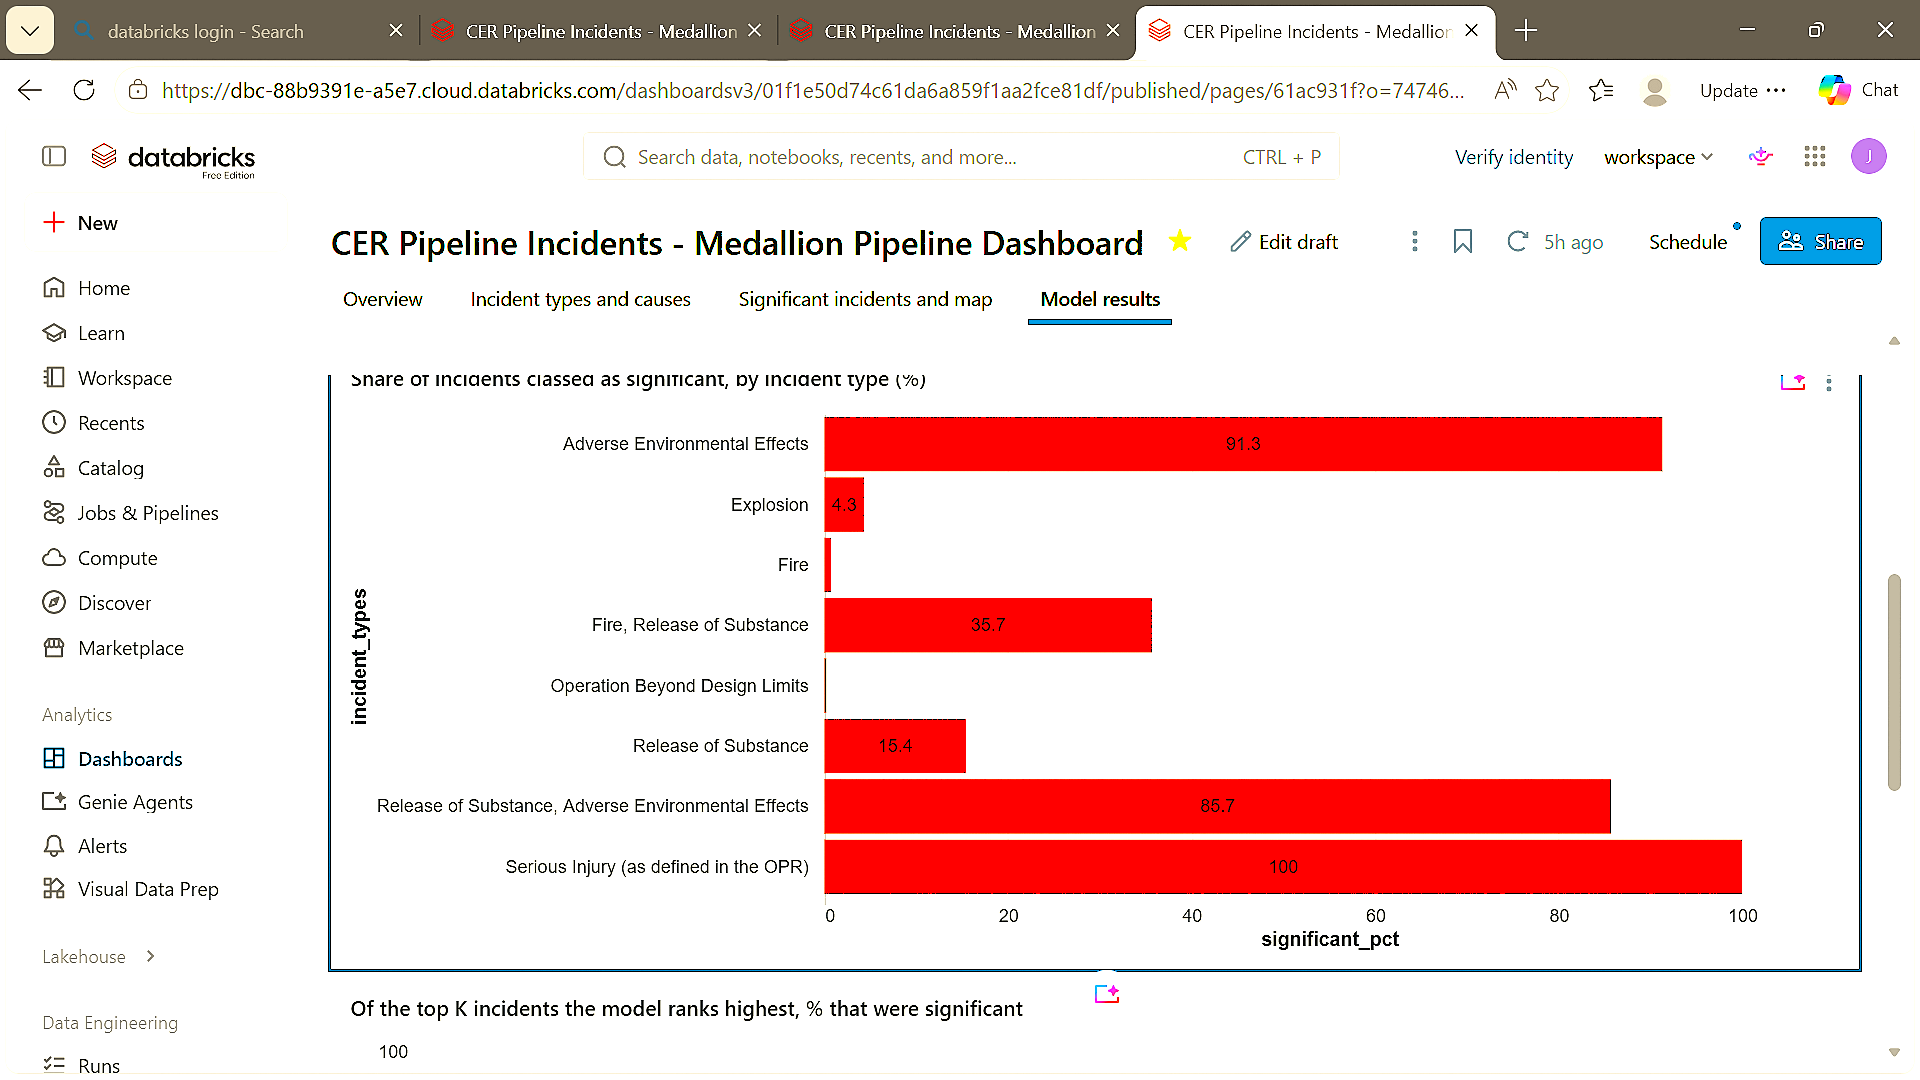 databricks login - Search
CER Pipeline Incidents - Medallion
CER Pipeline Incidents - Medallion
CER Pipeline Incidents - Medallion
https://dbc-88b9391e-a5e7.cloud.databricks.com/dashboardsv3/01f1e50d74c61da6a859f1aa2fce81df/published/pages/61ac931f?o=74746...
Update
Chat
databricks
Free Edition
Search data, notebooks, recents, and more...
CTRL + P
Verify identity
workspace
J
New
Home
Learn
Workspace
Recents
Catalog
Jobs & Pipelines
Compute
Discover
Marketplace
Analytics
Dashboards
Genie Agents
Alerts
Visual Data Prep
Lakehouse
Data Engineering
Runs
CER Pipeline Incidents - Medallion Pipeline Dashboard
Edit draft
5h ago
Schedule
Share
Overview
Incident types and causes
Significant incidents and map
Model results
Share of incidents classed as significant, by incident type (%)
incident_types
Adverse Environmental Effects
91.3
Explosion
4.3
Fire
Fire, Release of Substance
35.7
Operation Beyond Design Limits
Release of Substance
15.4
Release of Substance, Adverse Environmental Effects
85.7
Serious Injury (as defined in the OPR)
100
0 20 40 60 80 100
significant_pct
Of the top K incidents the model ranks highest, % that were significant
100